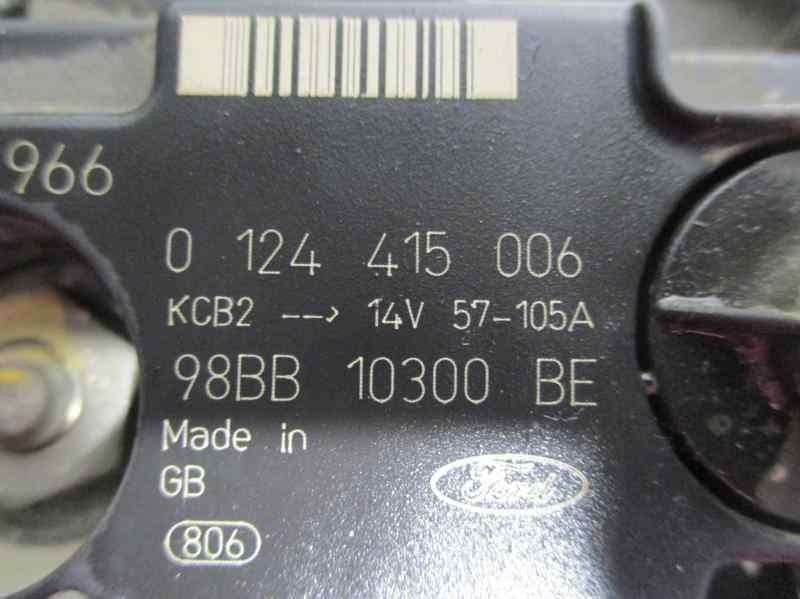 966
0 124 415 006
KCB2 --> 14V 57-105A
98BB 10300 BE
Made in
GB
Ford
806